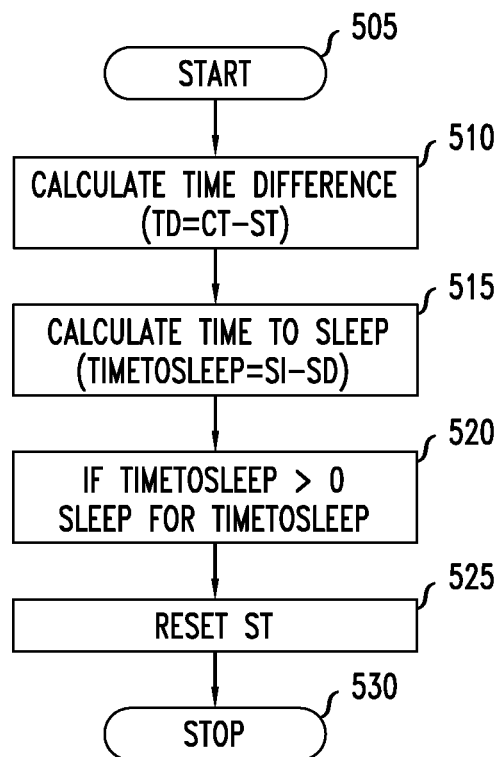 505
START
510
CALCULATE TIME DIFFERENCE
(TD=CT-ST)
515
CALCULATE TIME TO SLEEP
(TIMETOSLEEP=SI-SD)
520
IF TIMETOSLEEP > 0
SLEEP FOR TIMETOSLEEP
525
RESET ST
530
STOP